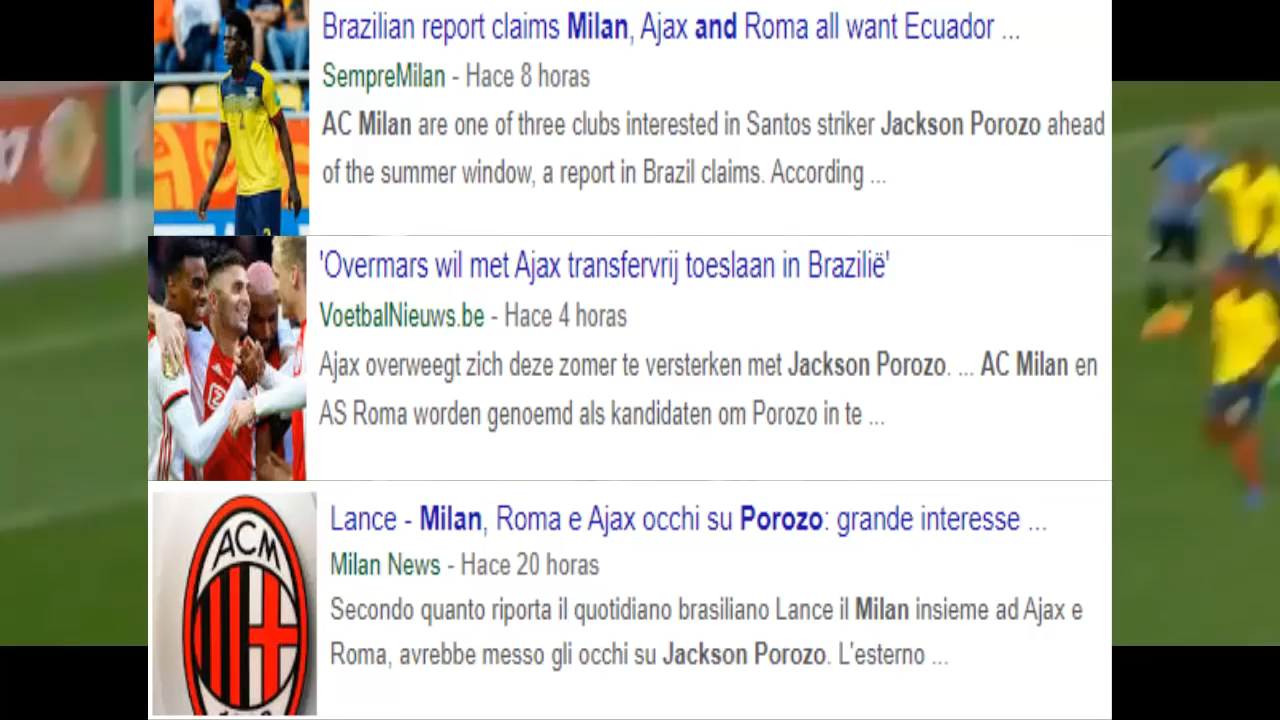 Brazilian report claims Milan, Ajax and Roma all want Ecuador ...
SempreMilan - Hace 8 horas
AC Milan are one of three clubs interested in Santos striker Jackson Porozo ahead
of the summer window, a report in Brazil claims. According ...
'Overmars wil met Ajax transfervrij toeslaan in Brazilië'
VoetbalNieuws.be - Hace 4 horas
Ajax overweegt zich deze zomer te versterken met Jackson Porozo. ... AC Milan en
AS Roma worden genoemd als kandidaten om Porozo in te ...
ACM
Lance - Milan, Roma e Ajax occhi su Porozo: grande interesse ...
Milan News - Hace 20 horas
Secondo quanto riporta il quotidiano brasiliano Lance il Milan insieme ad Ajax e
Roma, avrebbe messo gli occhi su Jackson Porozo. L'esterno ...